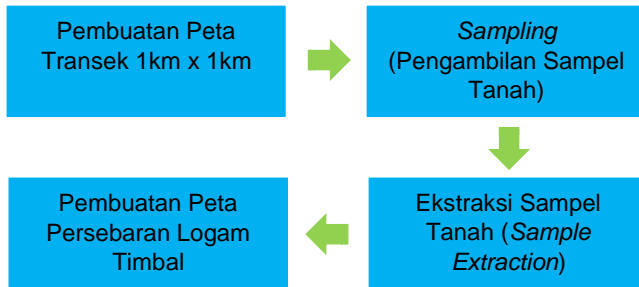 Pembuatan Peta
Transek 1km x 1km
Sampling
(Pengambilan Sampel
Tanah)
Ekstraksi Sampel
Tanah (Sample
Extraction)
Pembuatan Peta
Persebaran Logam
Timbal